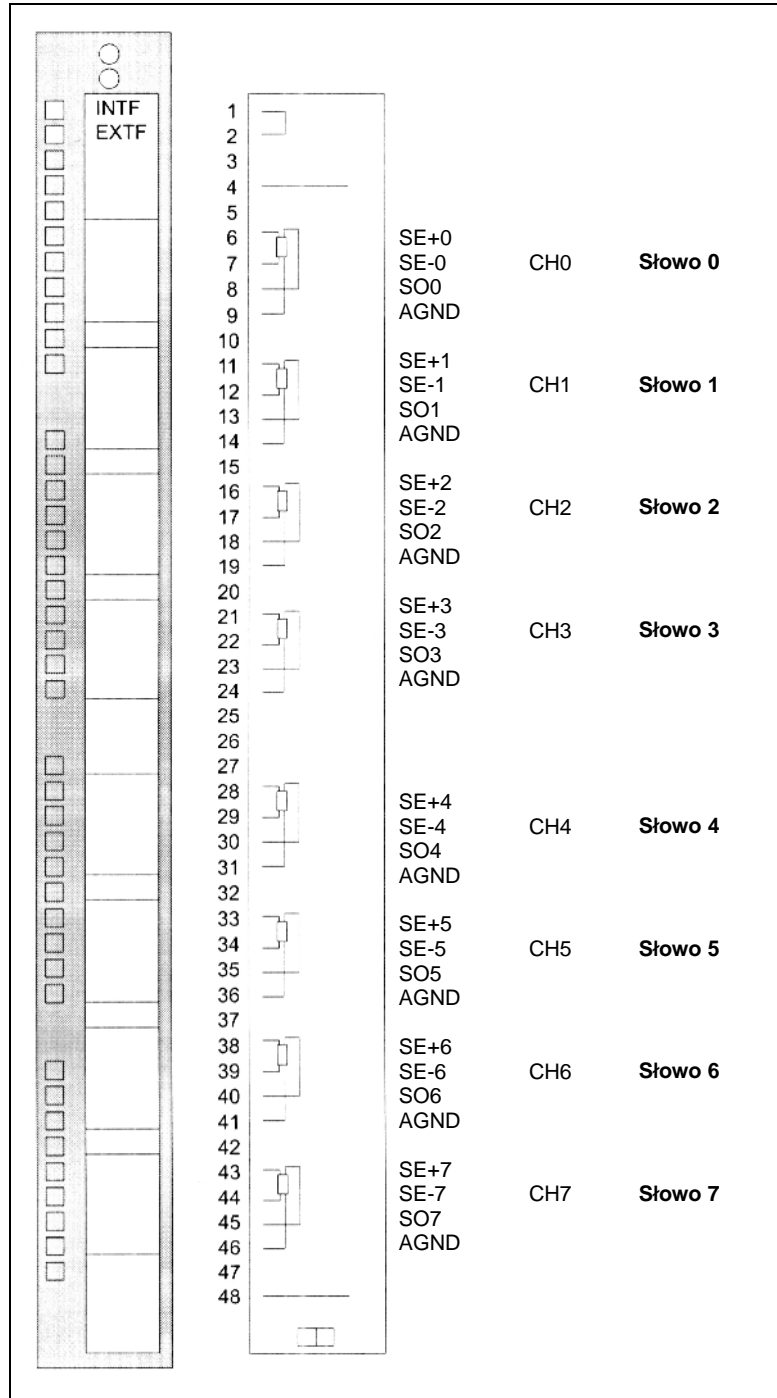 INTF
EXTF
1
2
3
4
5
6 SE+0
7 SE-0 CH0 Słowo 0
8 SO0
9 AGND
10
11 SE+1
12 SE-1 CH1 Słowo 1
13 SO1
14 AGND
15
16 SE+2
17 SE-2 CH2 Słowo 2
18 SO2
19 AGND
20
21 SE+3
22 SE-3 CH3 Słowo 3
23 SO3
24 AGND
25
26
27
28 SE+4
29 SE-4 CH4 Słowo 4
30 SO4
31 AGND
32
33 SE+5
34 SE-5 CH5 Słowo 5
35 SO5
36 AGND
37
38 SE+6
39 SE-6 CH6 Słowo 6
40 SO6
41 AGND
42
43 SE+7
44 SE-7 CH7 Słowo 7
45 SO7
46 AGND
47
48